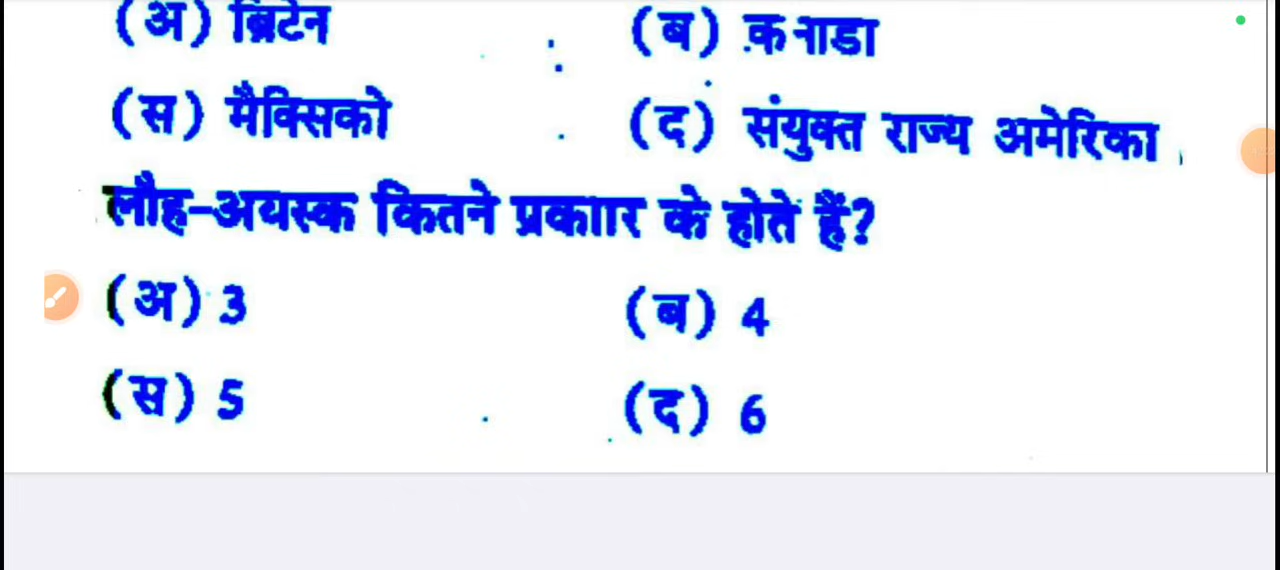 (अ) ब्रिटेन (ब) कनाडा
(स) मैक्सिको (द) संयुक्त राज्य अमेरिका
लौह-अयस्क कितने प्रकाार के होते हैं?
(अ) 3 (ब) 4
(स) 5 (द) 6